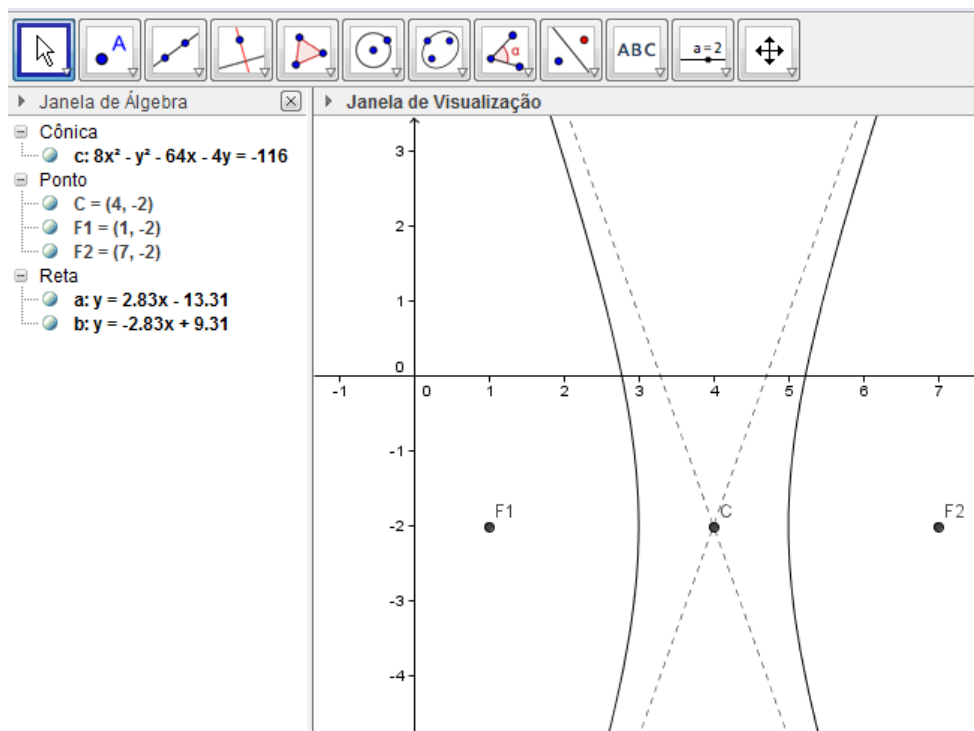 A
α
ABC
a=2
Janela de Álgebra
Janela de Visualização
Cônica
c: 8x² - y² - 64x - 4y = -116
Ponto
C = (4, -2)
F1 = (1, -2)
F2 = (7, -2)
Reta
a: y = 2.83x - 13.31
b: y = -2.83x + 9.31
3
2
1
0
-1
0
1
2
3
4
5
6
7
-1
F1
C
F2
-2
-3
-4